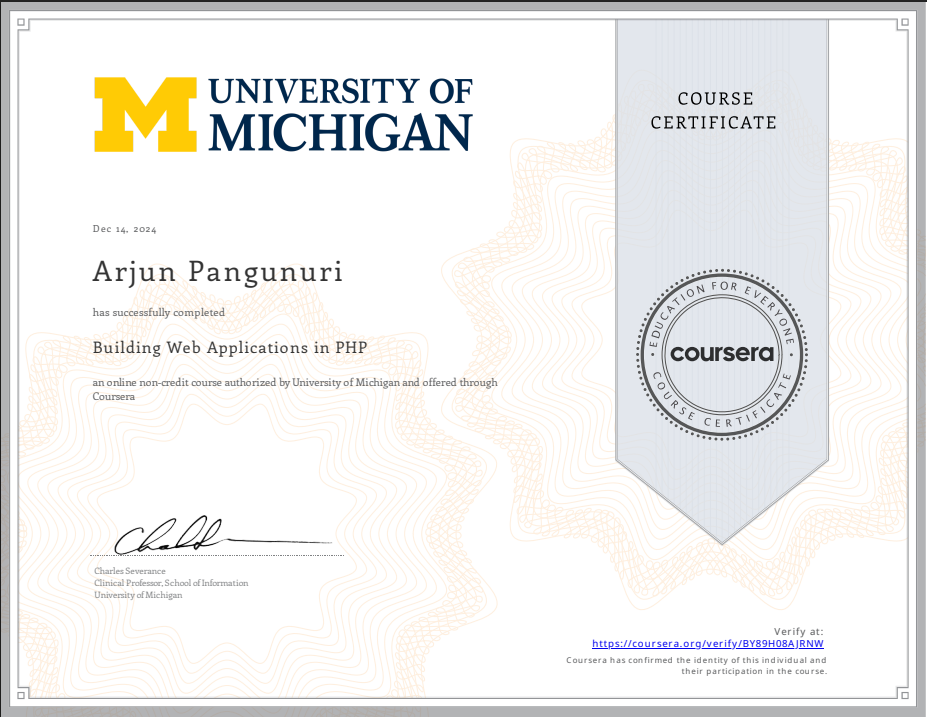 UNIVERSITY OF
MICHIGAN
COURSE
CERTIFICATE
Dec 14, 2024
Arjun Pangunuri
has successfully completed
Building Web Applications in PHP
an online non-credit course authorized by University of Michigan and offered through
Coursera
EDUCATION FOR EVERYONE
coursera
COURSE CERTIFICATE
Charles Severance
Clinical Professor, School of Information
University of Michigan
Verify at:
https://coursera.org/verify/BY89H08AJRNW
Coursera has confirmed the identity of this individual and
their participation in the course.